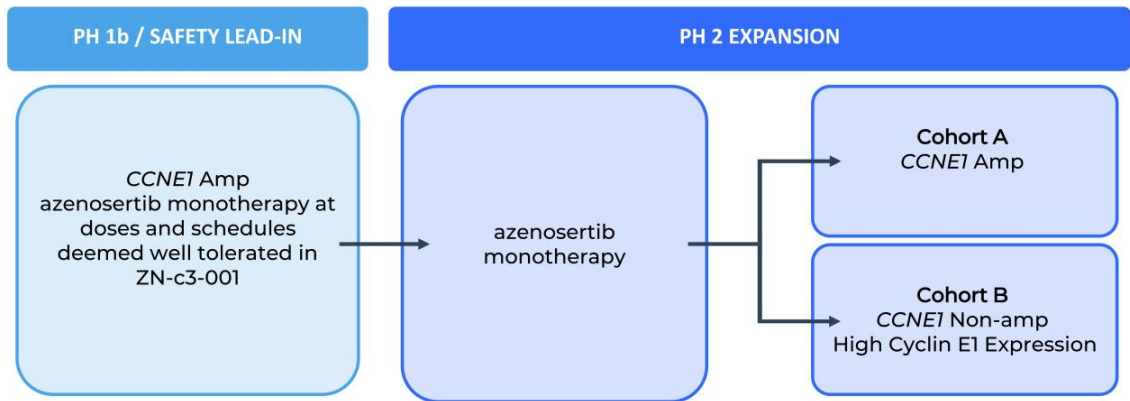 PH 1b / SAFETY LEAD-IN
PH 2 EXPANSION
CCNE1 Amp
azenosertib monotherapy at
doses and schedules
deemed well tolerated in
ZN-c3-001
azenosertib
monotherapy
Cohort A
CCNE1 Amp
Cohort B
CCNE1 Non-amp
High Cyclin E1 Expression